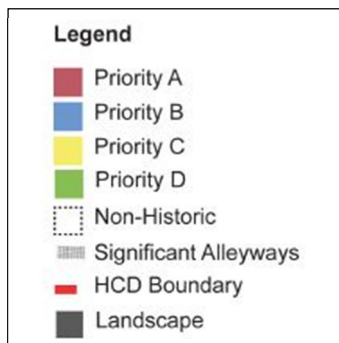 Legend
Priority A
Priority B
Priority C
Priority D
Non-Historic
Significant Alleyways
HCD Boundary
Landscape